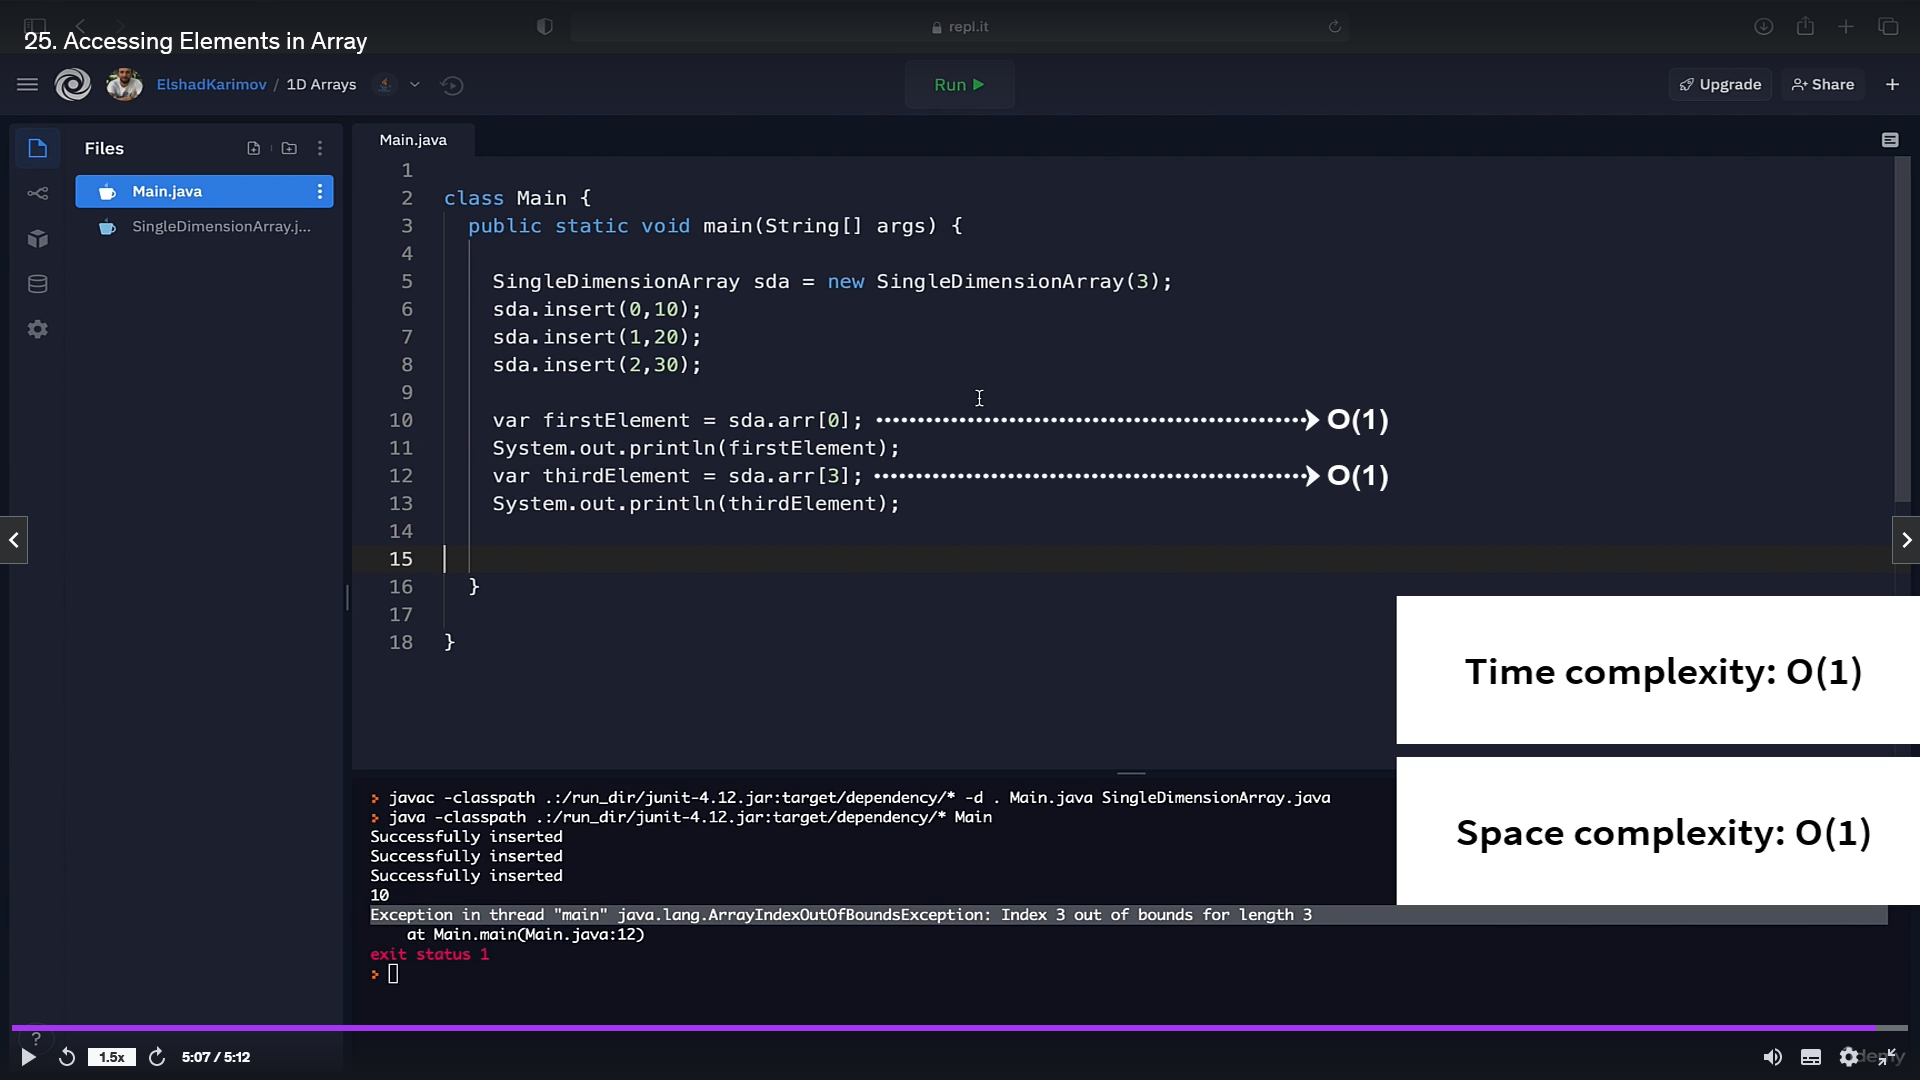 repl.it
25. Accessing Elements in Array
ElshadKarimov / 1D Arrays
Run
Upgrade
Share
Files
Main.java
SingleDimensionArray.j...
Main.java
1
2 class Main {
3 public static void main(String[] args) {
4
5 SingleDimensionArray sda = new SingleDimensionArray(3);
6 sda.insert(0,10);
7 sda.insert(1,20);
8 sda.insert(2,30);
9
10 var firstElement = sda.arr[0]; O(1)
11 System.out.println(firstElement);
12 var thirdElement = sda.arr[3]; O(1)
13 System.out.println(thirdElement);
14
15
16 }
17
18 }
Time complexity: O(1)
Space complexity: O(1)
> javac -classpath .:/run_dir/junit-4.12.jar:target/dependency/* -d . Main.java SingleDimensionArray.java
> java -classpath .:/run_dir/junit-4.12.jar:target/dependency/* Main
Successfully inserted
Successfully inserted
Successfully inserted
10
Exception in thread "main" java.lang.ArrayIndexOutOfBoundsException: Index 3 out of bounds for length 3
at Main.main(Main.java:12)
exit status 1
>
?
1.5x
5:07 / 5:12